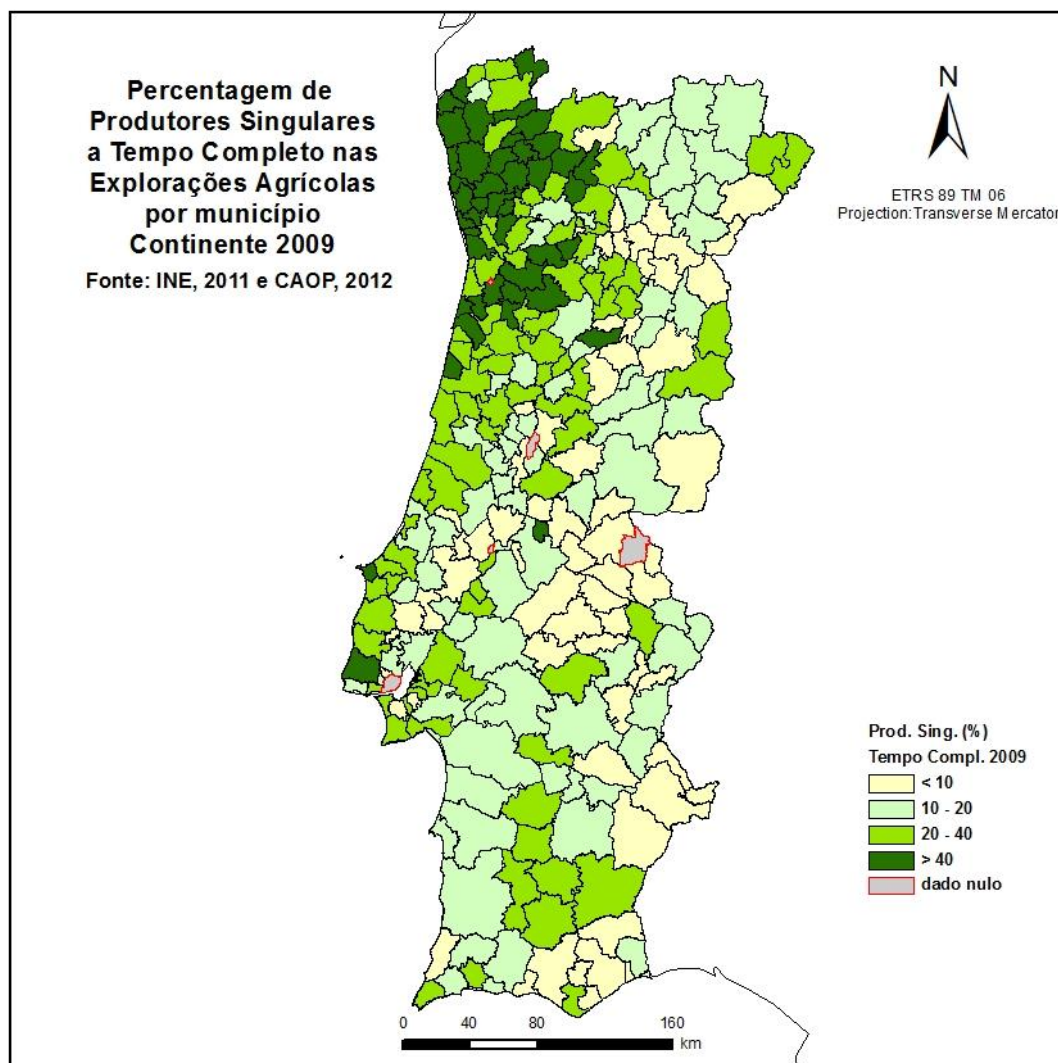 Percentagem de
Produtores Singulares
a Tempo Completo nas
Explorações Agrícolas
por município
Continente 2009
Fonte: INE, 2011 e CAOP, 2012
N
ETRS 89 TM 06
Projection:Transverse Mercator
Prod. Sing. (%)
Tempo Compl. 2009
< 10
10 - 20
20 - 40
> 40
dado nulo
0 40 80 160
km